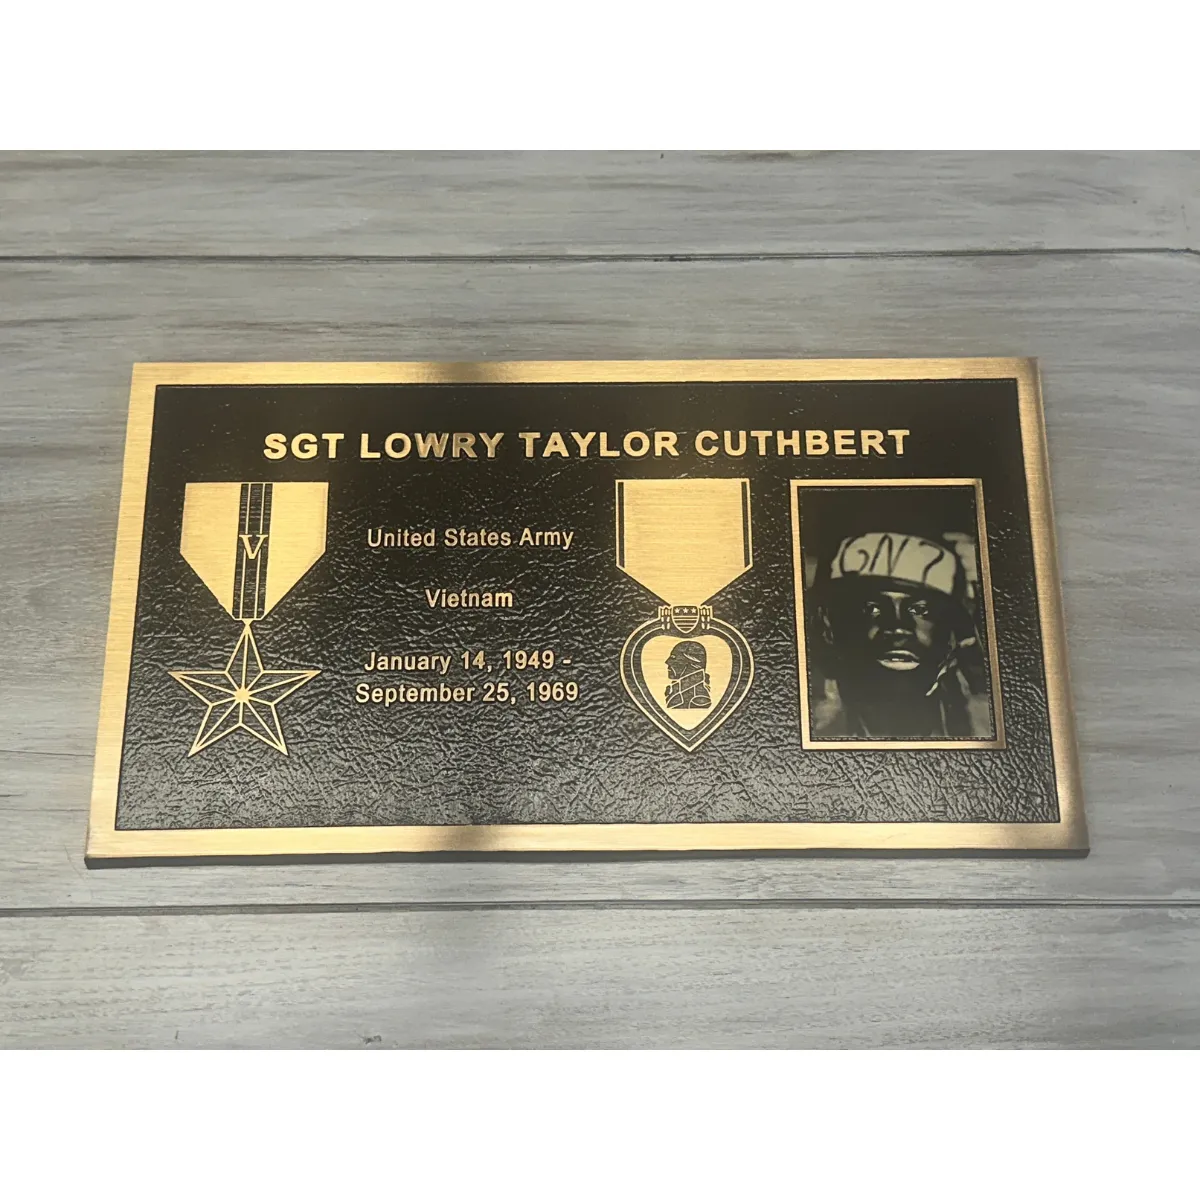 SGT LOWRY TAYLOR CUTHBERT
V
United States Army
Vietnam
January 14, 1949 -
September 25, 1969